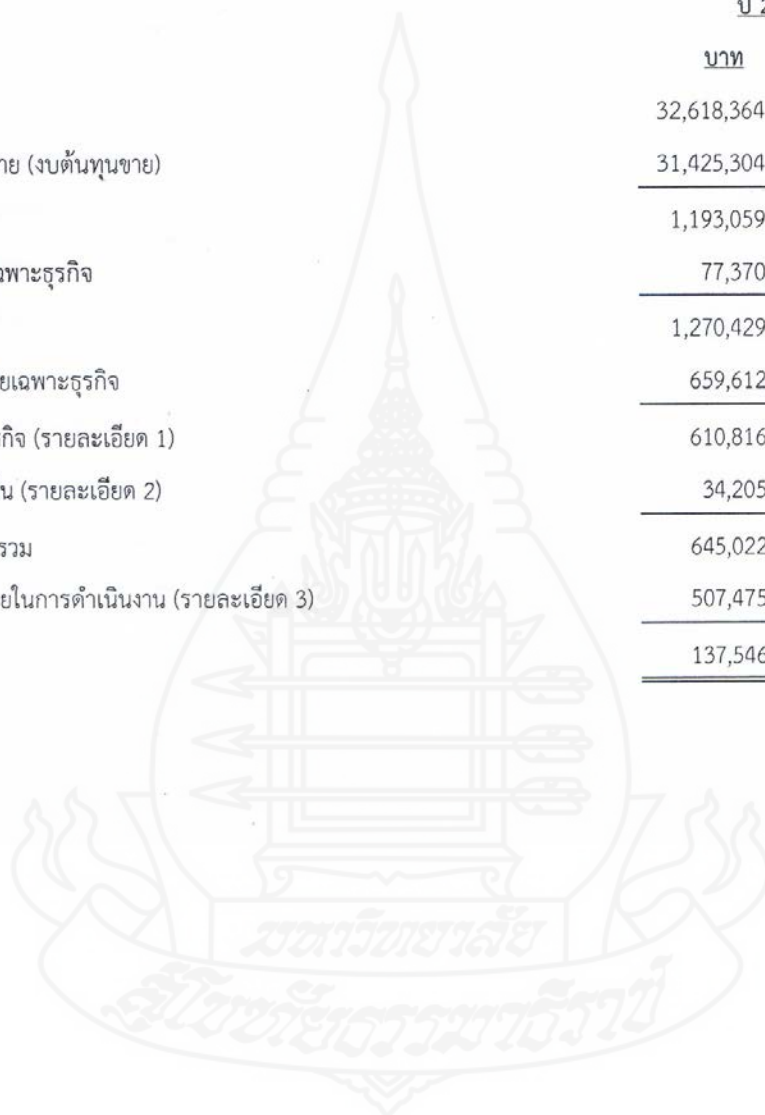 ปี 2
บาท
32,618,364
าย (งบต้นทุนขาย) 31,425,304
1,193,059
ฉพาะธุรกิจ 77,370
1,270,429
ยเฉพาะธุรกิจ 659,612
กิจ (รายละเอียด 1) 610,816
น (รายละเอียด 2) 34,205
รวม 645,022
ยในการดำเนินงาน (รายละเอียด 3) 507,475
137,546
มหาวิทยาลัย
สุโขทัยธรรมาธิราช